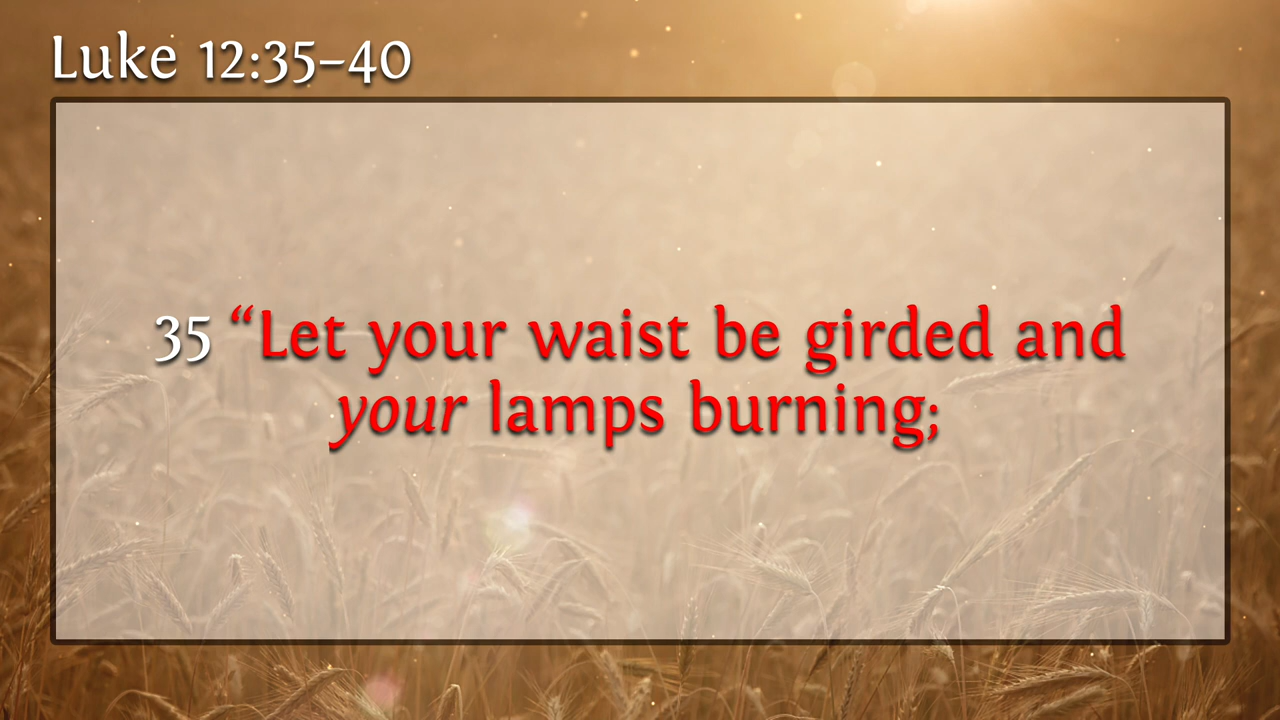 Luke 12:35–40
35 “Let your waist be girded and
your lamps burning;